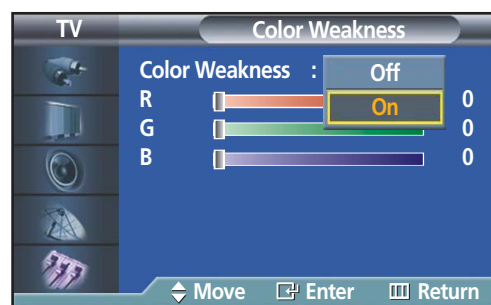 TV
Color Weakness
Color Weakness : Off
On
R 0
G 0
B 0
Move Enter Return